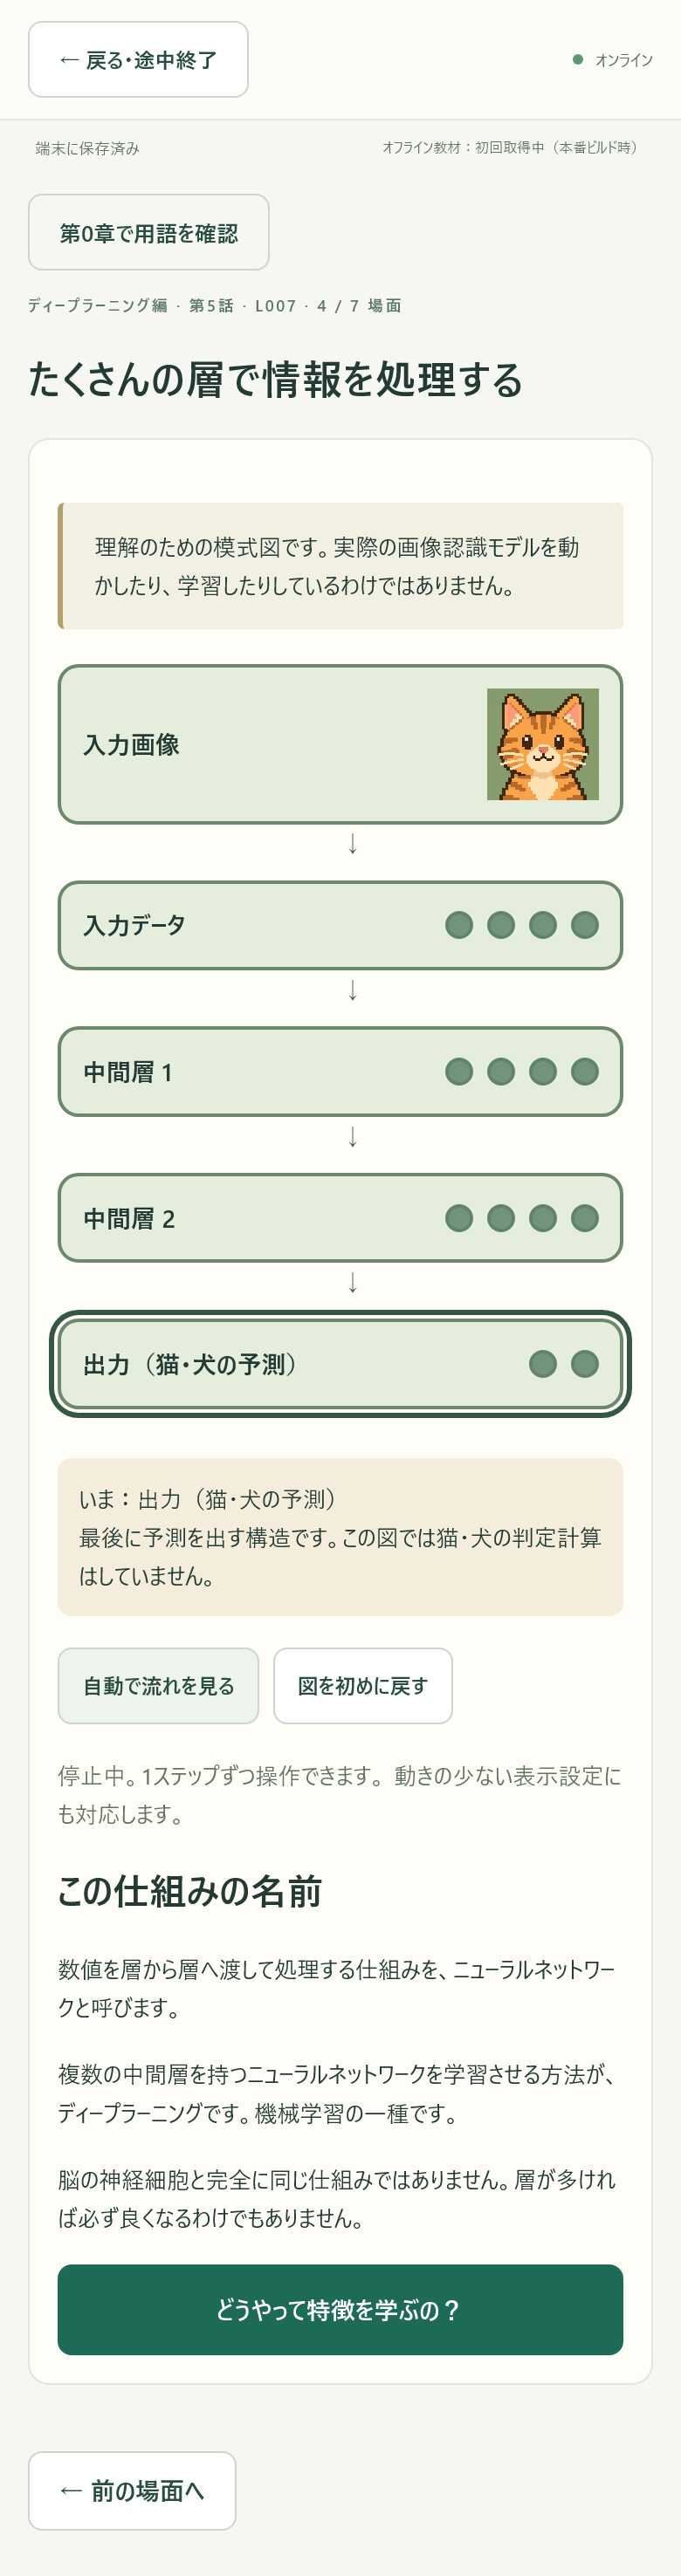 ← 戻る・途中終了
オンライン
端末に保存済み
オフライン教材：初回取得中（本番ビルド時）
第0章で用語を確認
ディープラーニング編 · 第5話 · L007 · 4 / 7 場面
たくさんの層で情報を処理する
理解のための模式図です。実際の画像認識モデルを動
かしたり、学習したりしているわけではありません。
入力画像
↓
入力データ
↓
中間層 1
↓
中間層 2
↓
出力（猫・犬の予測）
いま：出力（猫・犬の予測）
最後に予測を出す構造です。この図では猫・犬の判定計算
はしていません。
自動で流れを見る
図を初めに戻す
停止中。1ステップずつ操作できます。 動きの少ない表示設定に
も対応します。
この仕組みの名前
数値を層から層へ渡して処理する仕組みを、ニューラルネットワー
クと呼びます。
複数の中間層を持つニューラルネットワークを学習させる方法が、
ディープラーニングです。機械学習の一種です。
脳の神経細胞と完全に同じ仕組みではありません。層が多けれ
ば必ず良くなるわけでもありません。
どうやって特徴を学ぶの？
← 前の場面へ